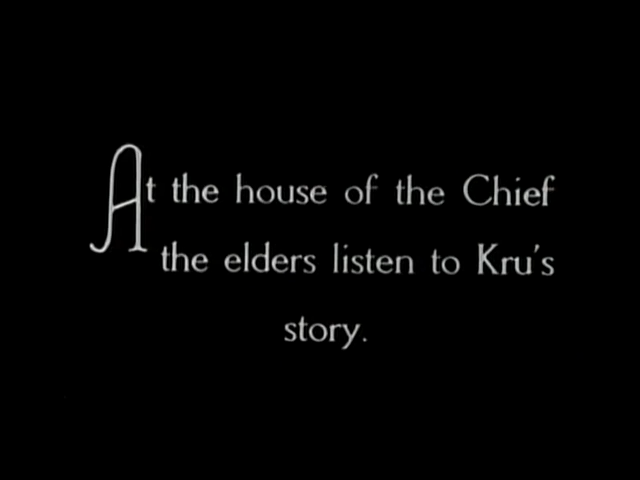 At the house of the Chief
the elders listen to Kru's
story.